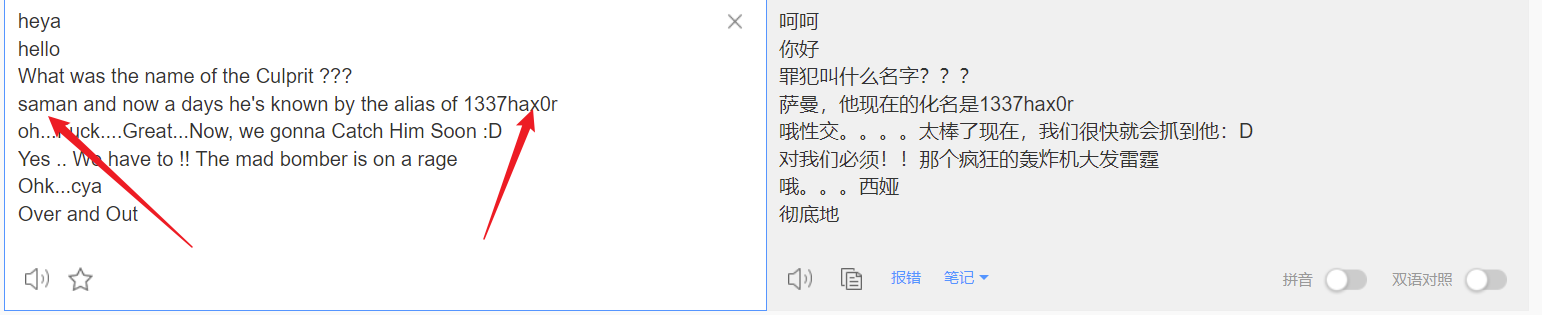 heya
hello
What was the name of the Culprit ???
saman and now a days he's known by the alias of 1337hax0r
oh...uck....Great...Now, we gonna Catch Him Soon :D
Yes .. We have to !! The mad bomber is on a rage
Ohk...cya
Over and Out
呵呵
你好
罪犯叫什么名字？？？
萨曼，他现在的化名是1337hax0r
哦性交。。。。太棒了现在，我们很快就会抓到他：D
对我们必须！！那个疯狂的轰炸机大发雷霆
哦。。。西娅
彻底地
报错 笔记 拼音 双语对照